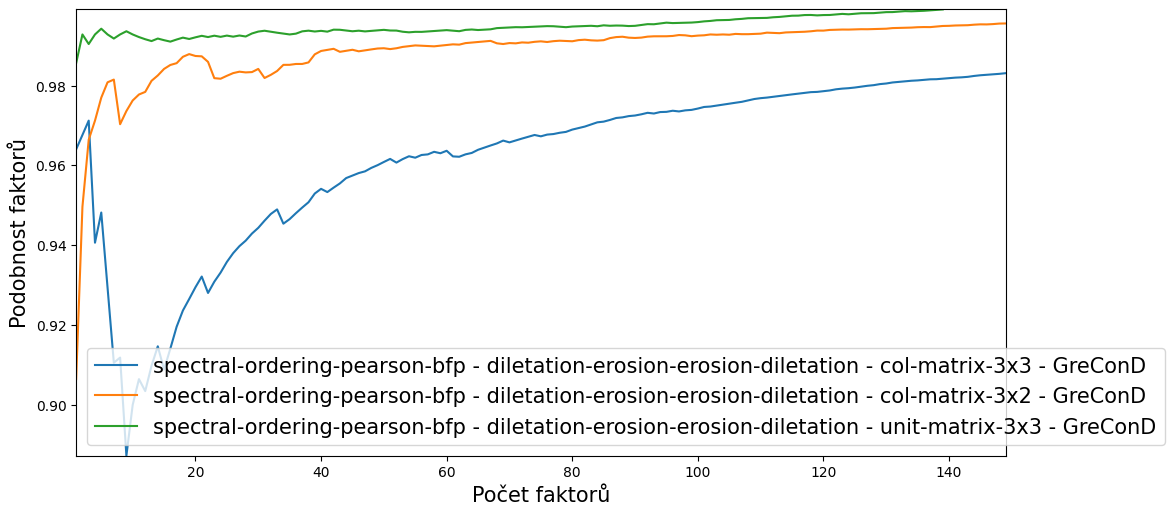 0.98
0.96
0.94
0.92
0.90
Podobnost faktorů
spectral-ordering-pearson-bfp - diletation-erosion-erosion-diletation - col-matrix-3x3 - GreConD
spectral-ordering-pearson-bfp - diletation-erosion-erosion-diletation - col-matrix-3x2 - GreConD
spectral-ordering-pearson-bfp - diletation-erosion-erosion-diletation - unit-matrix-3x3 - GreConD
20 40 60 80 100 120 140
Počet faktorů